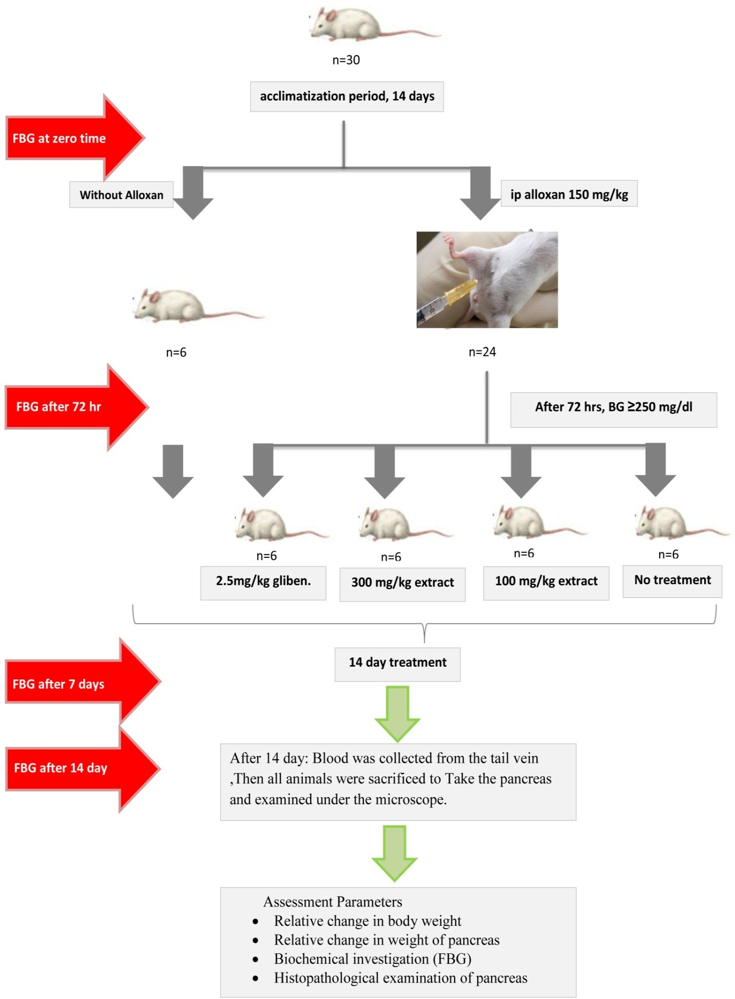 n=30
acclimatization period, 14 days
FBG at zero time
Without Alloxan
ip alloxan 150 mg/kg
n=6
n=24
FBG after 72 hr
After 72 hrs, BG ≥250 mg/dl
n=6
n=6
n=6
n=6
2.5mg/kg gliben.
300 mg/kg extract
100 mg/kg extract
No treatment
14 day treatment
FBG after 7 days
FBG after 14 day
After 14 day: Blood was collected from the tail vein
,Then all animals were sacrificed to Take the pancreas
and examined under the microscope.
Assessment Parameters
• Relative change in body weight
• Relative change in weight of pancreas
• Biochemical investigation (FBG)
• Histopathological examination of pancreas